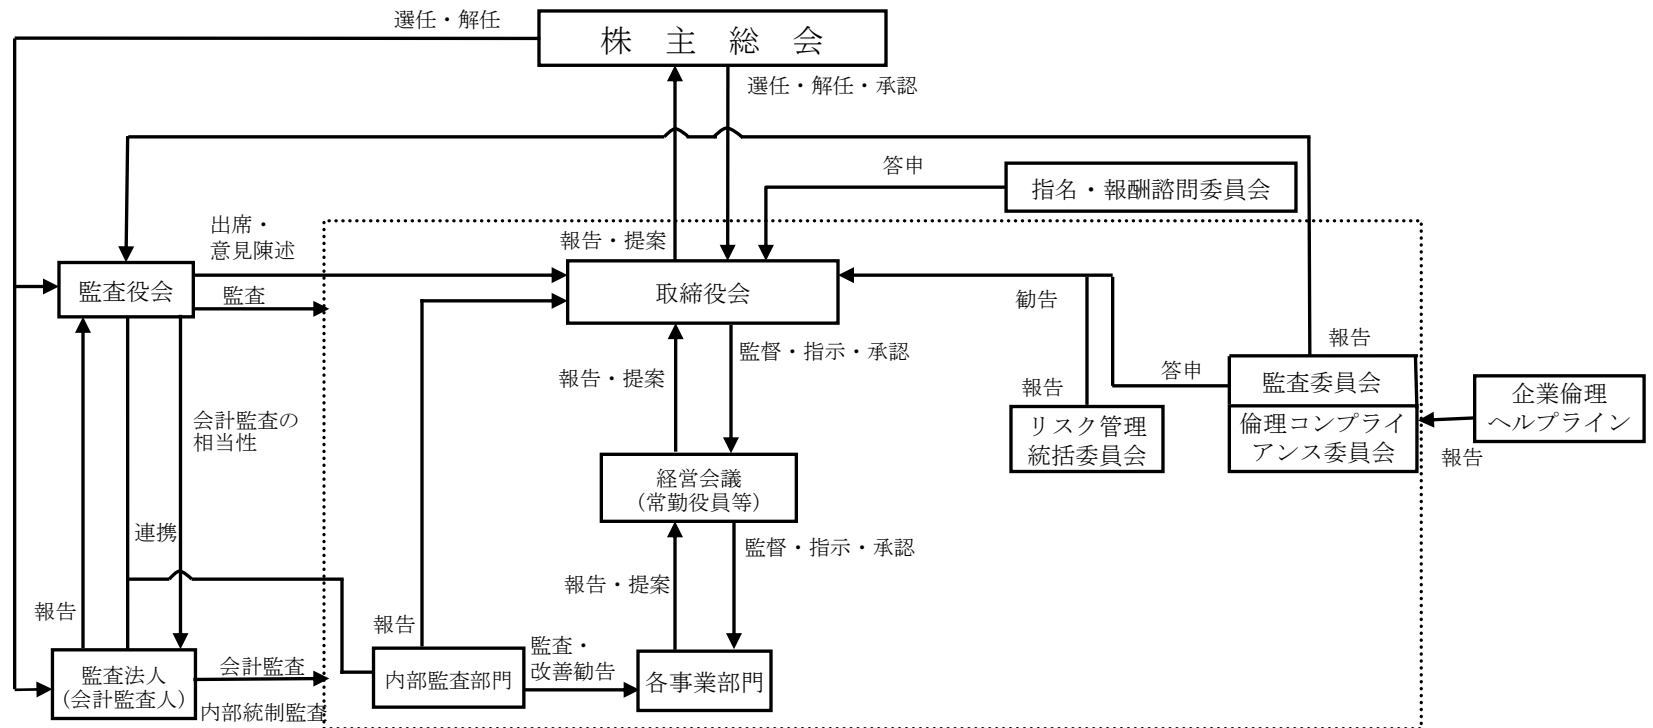 選任・解任
株 主 総 会
選任・解任・承認
答申
指名・報酬諮問委員会
出席・
意見陳述
報告・提案
監査役会
監査
取締役会
勧告
報告
監督・指示・承認
報告・提案
答申
監査委員会
企業倫理
ヘルプライン
報告
リスク管理
統括委員会
倫理コンプライ
アンス委員会
報告
会計監査の
相当性
経営会議
(常勤役員等)
連携
監督・指示・承認
報告・提案
報告
報告
監査・
改善勧告
監査法人
(会計監査人)
会計監査
内部統制監査
内部監査部門
各事業部門